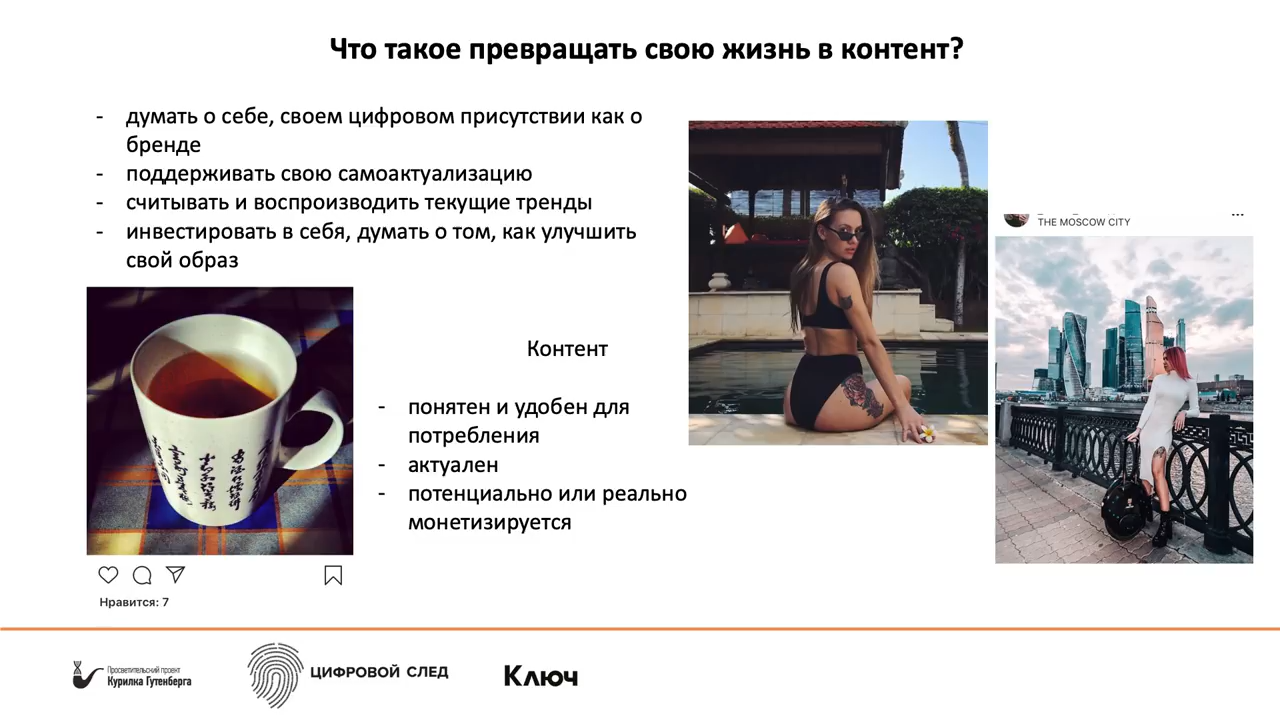 Что такое превращать свою жизнь в контент?
- думать о себе, своем цифровом присутствии как о
бренде
- поддерживать свою самоактуализацию
- считывать и воспроизводить текущие тренды
- инвестировать в себя, думать о том, как улучшить
свой образ
THE MOSCOW CITY
Контент
- понятен и удобен для
потребления
- актуален
- потенциально или реально
монетизируется
Нравится: 7
Просветительский проект
Курилка Гутенберга
ЦИФРОВОЙ СЛЕД
Ключ